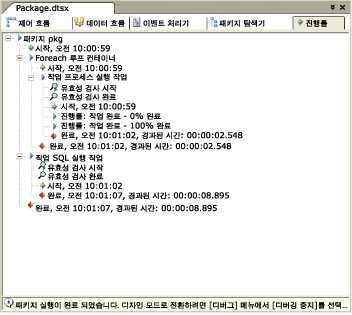 Package.dtsx
제어 흐름 데이터 흐름 이벤트 처리기 패키지 탐색기 진행률
패키지 pkg
시작, 오전 10:00:59
Foreach 루프 컨테이너
시작, 오전 10:00:59
작업 프로세스 실행 작업
유효성 검사 시작
유효성 검사 완료
시작, 오전 10:00:59
진행률: 작업 완료 - 0% 완료
진행률: 작업 완료 - 100% 완료
완료, 오전 10:01:02, 경과된 시간: 00:00:02.548
완료, 오전 10:01:02, 경과된 시간: 00:00:02.548
작업 SQL 실행 작업
유효성 검사 시작
유효성 검사 완료
시작, 오전 10:01:02
완료, 오전 10:01:07, 경과된 시간: 00:00:08.895
완료, 오전 10:01:07, 경과된 시간: 00:00:08.895
패키지 실행이 완료 되었습니다. 디자인 모드로 전환하려면 [디버그] 메뉴에서 [디버깅 중지]를 선택...